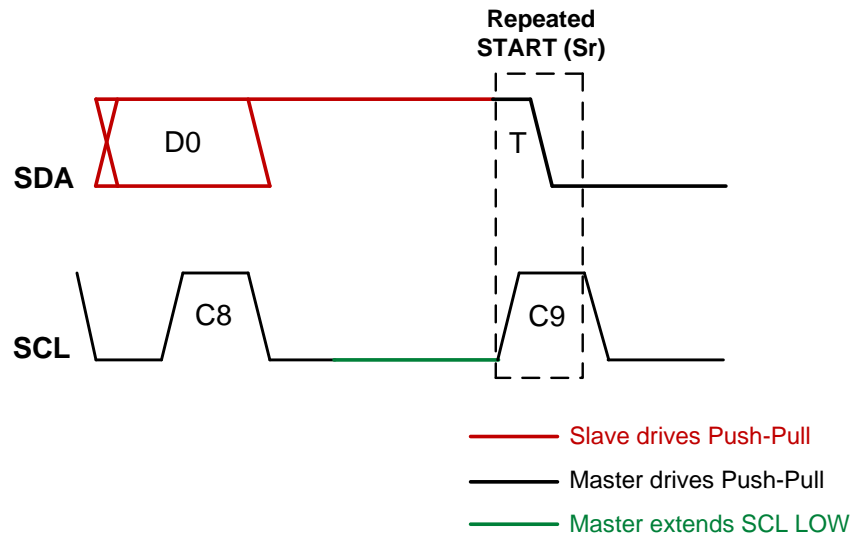 Repeated
START (Sr)
D0
T
SDA
C8
C9
SCL
Slave drives Push-Pull
Master drives Push-Pull
Master extends SCL LOW